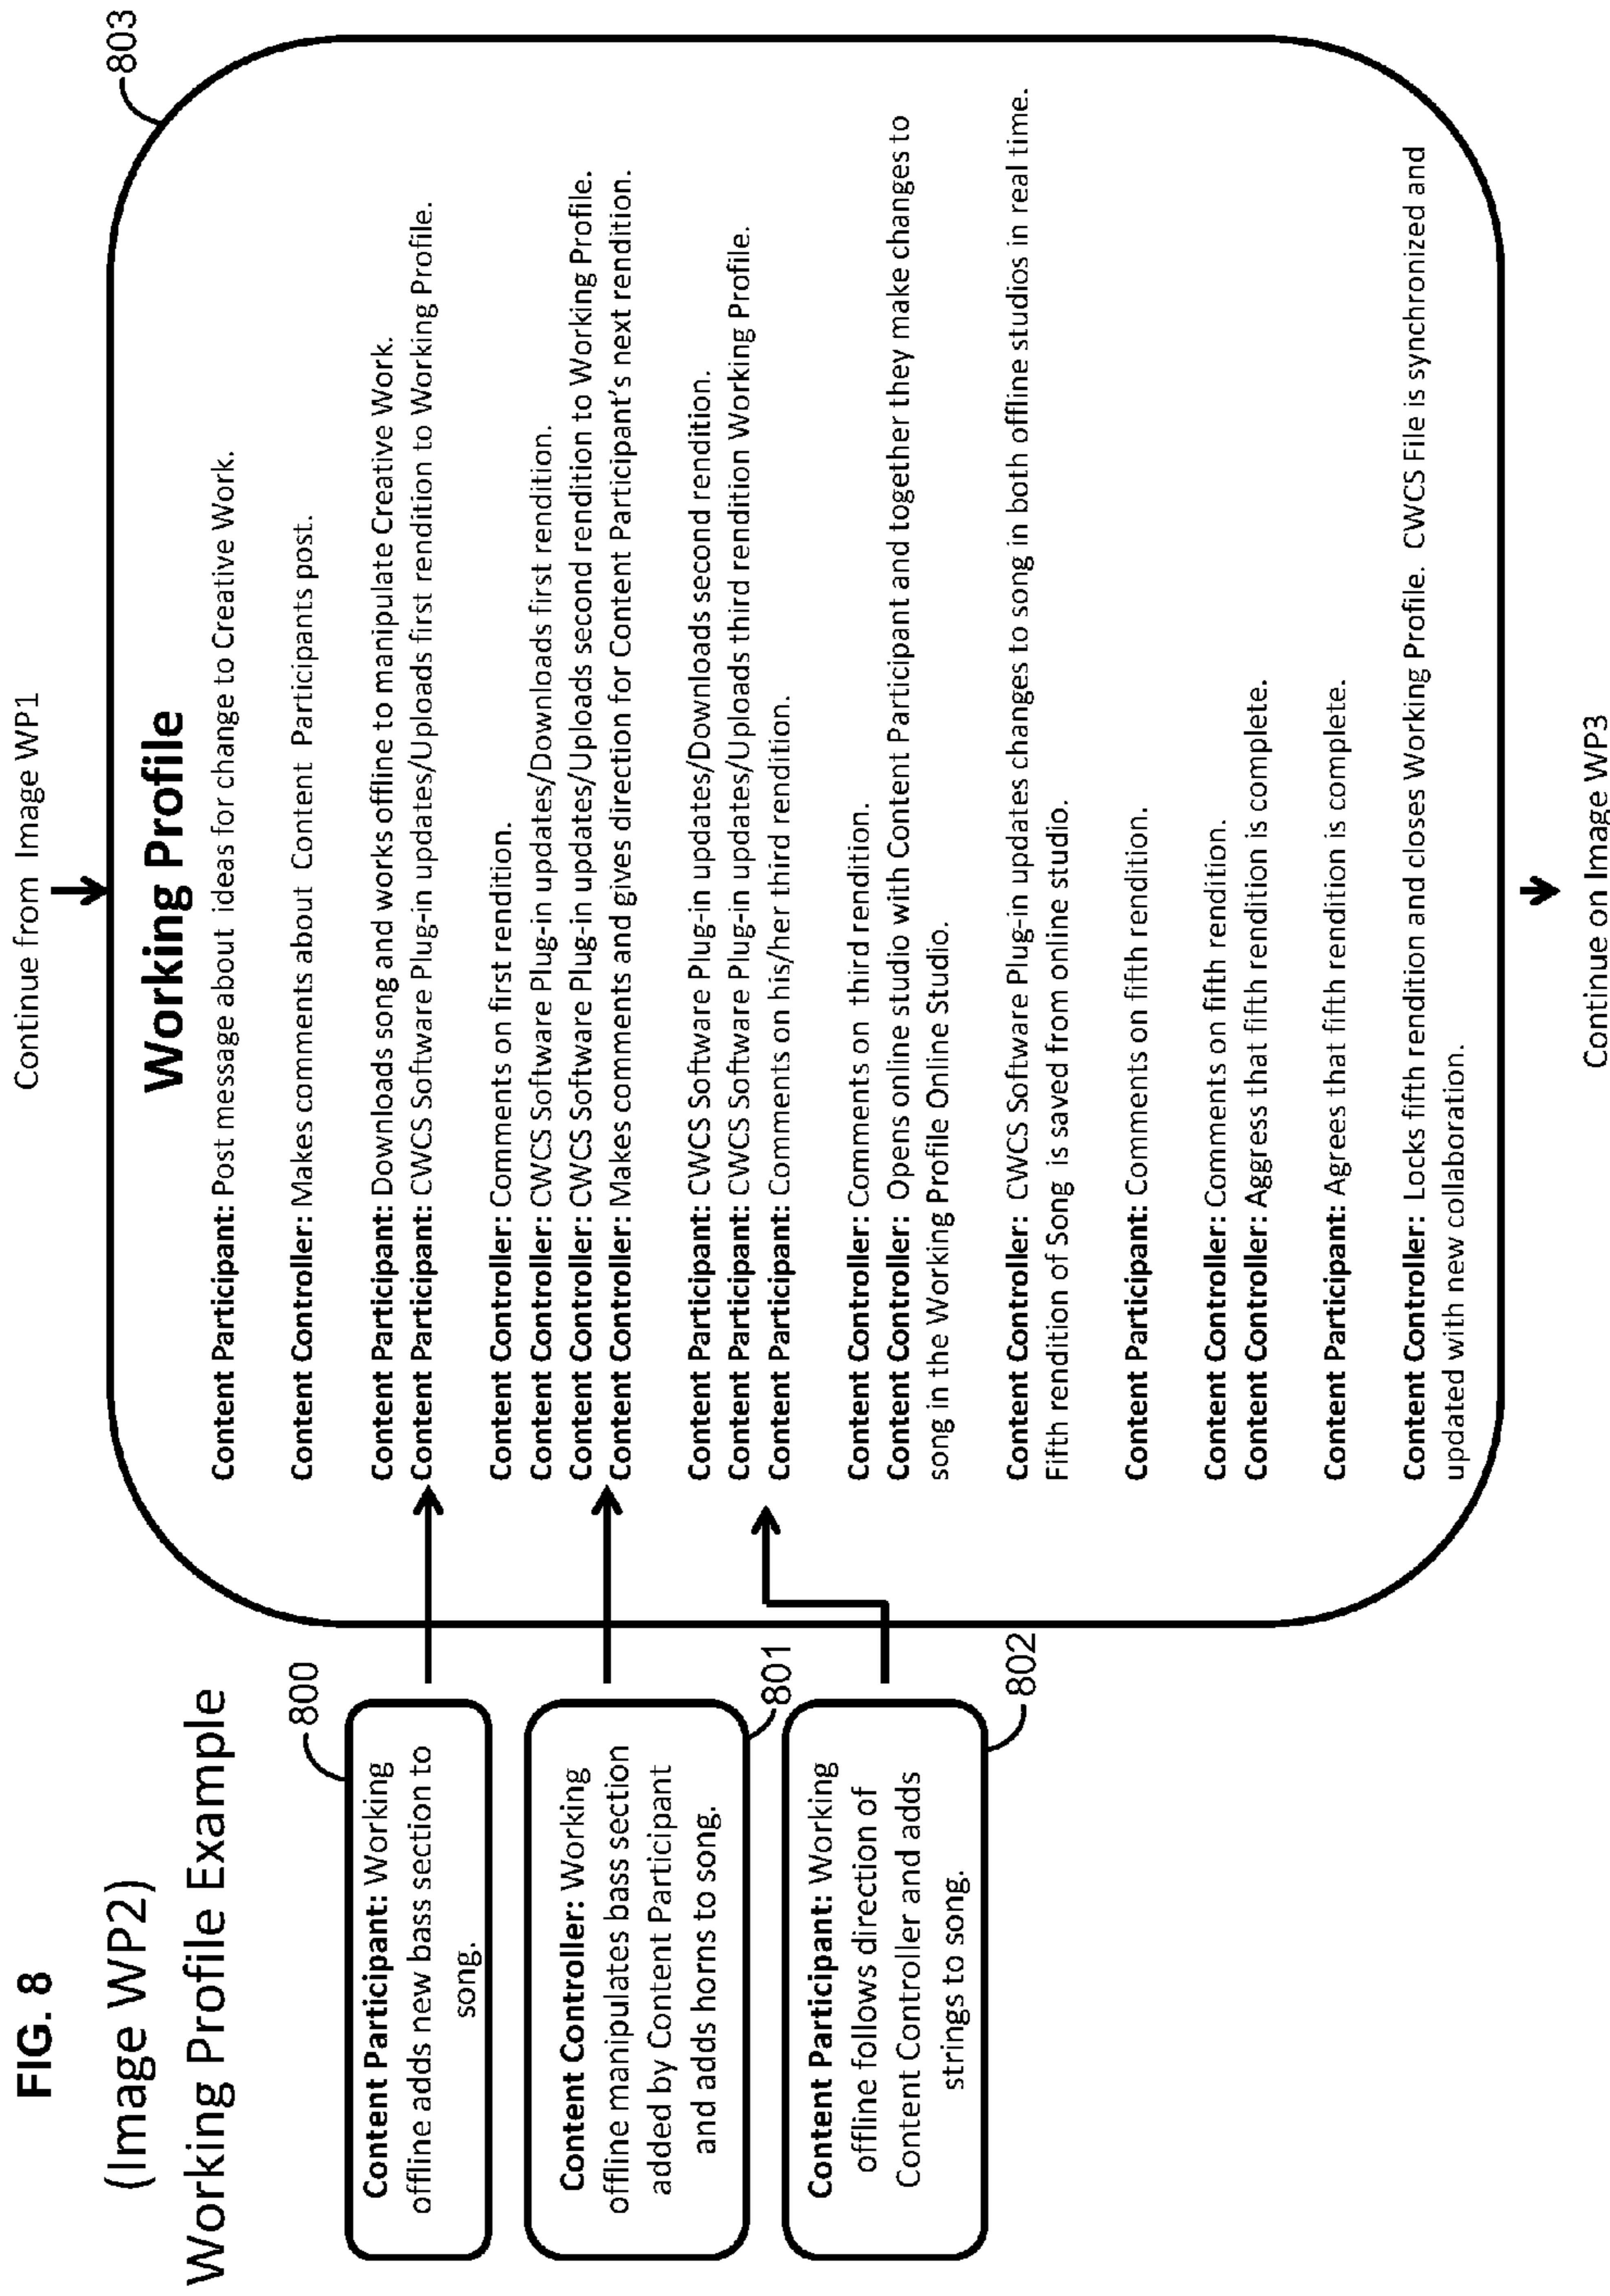 FIG. 8
(Image WP2)
Working Profile Example
Continue from Image WP1
800
Content Participant: Working
offline adds new bass section to
song.
801
Content Controller: Working
offline manipulates bass section
added by Content Participant
and adds horns to song.
802
Content Participant: Working
offline follows direction of
Content Controller and adds
strings to song.
803
Working Profile
Content Participant: Post message about ideas for change to Creative Work.
Content Controller: Makes comments about Content Participants post.
Content Participant: Downloads song and works offline to manipulate Creative Work.
Content Participant: CWCS Software Plug-in updates/Uploads first rendition to Working Profile.
Content Controller: Comments on first rendition.
Content Controller: CWCS Software Plug-in updates/Downloads first rendition.
Content Controller: CWCS Software Plug-in updates/Uploads second rendition to Working Profile.
Content Controller: Makes comments and gives direction for Content Participant's next rendition.
Content Participant: CWCS Software Plug-in updates/Downloads second rendition.
Content Participant: CWCS Software Plug-in updates/Uploads third rendition Working Profile.
Content Participant: Comments on his/her third rendition.
Content Controller: Comments on third rendition.
Content Controller: Opens online studio with Content Participant and together they make changes to
song in the Working Profile Online Studio.
Content Controller: CWCS Software Plug-in updates changes to song in both offline studios in real time.
Fifth rendition of Song is saved from online studio.
Content Participant: Comments on fifth rendition.
Content Controller: Comments on fifth rendition.
Content Controller: Aggress that fifth rendition is complete.
Content Participant: Agrees that fifth rendition is complete.
Content Controller: Locks fifth rendition and closes Working Profile. CWCS File is synchronized and
updated with new collaboration.
Continue on Image WP3